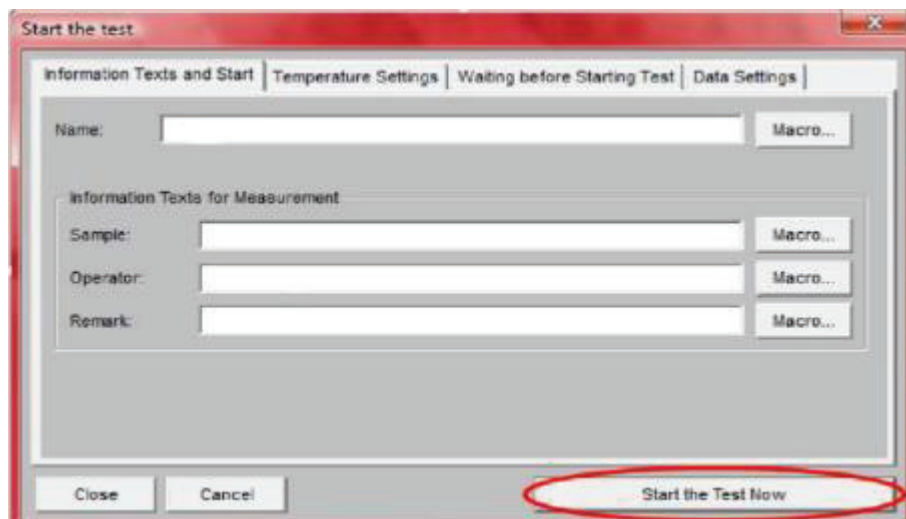 Start the test
Information Texts and Start Temperature Settings Waiting before Starting Test Data Settings
Name: Macro...
Information Texts for Measurement
Sample: Macro...
Operator: Macro...
Remark: Macro...
Close Cancel Start the Test Now